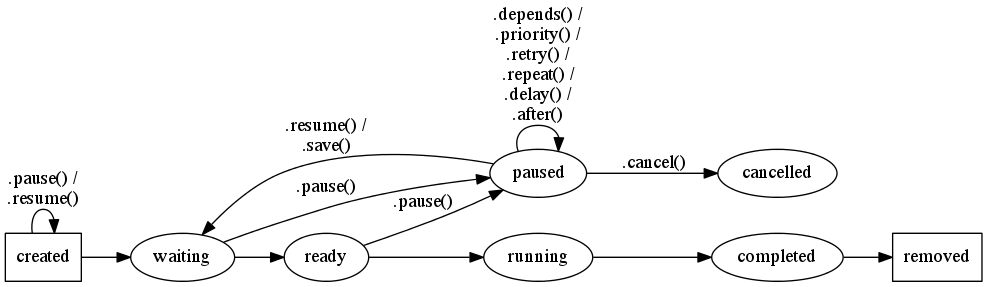 .depends() /
.priority() /
.retry() /
.repeat() /
.delay() /
.after()
.resume() /
.save()
.pause() /
.resume()
.pause()
.pause()
.cancel()
paused
cancelled
created
waiting
ready
running
completed
removed